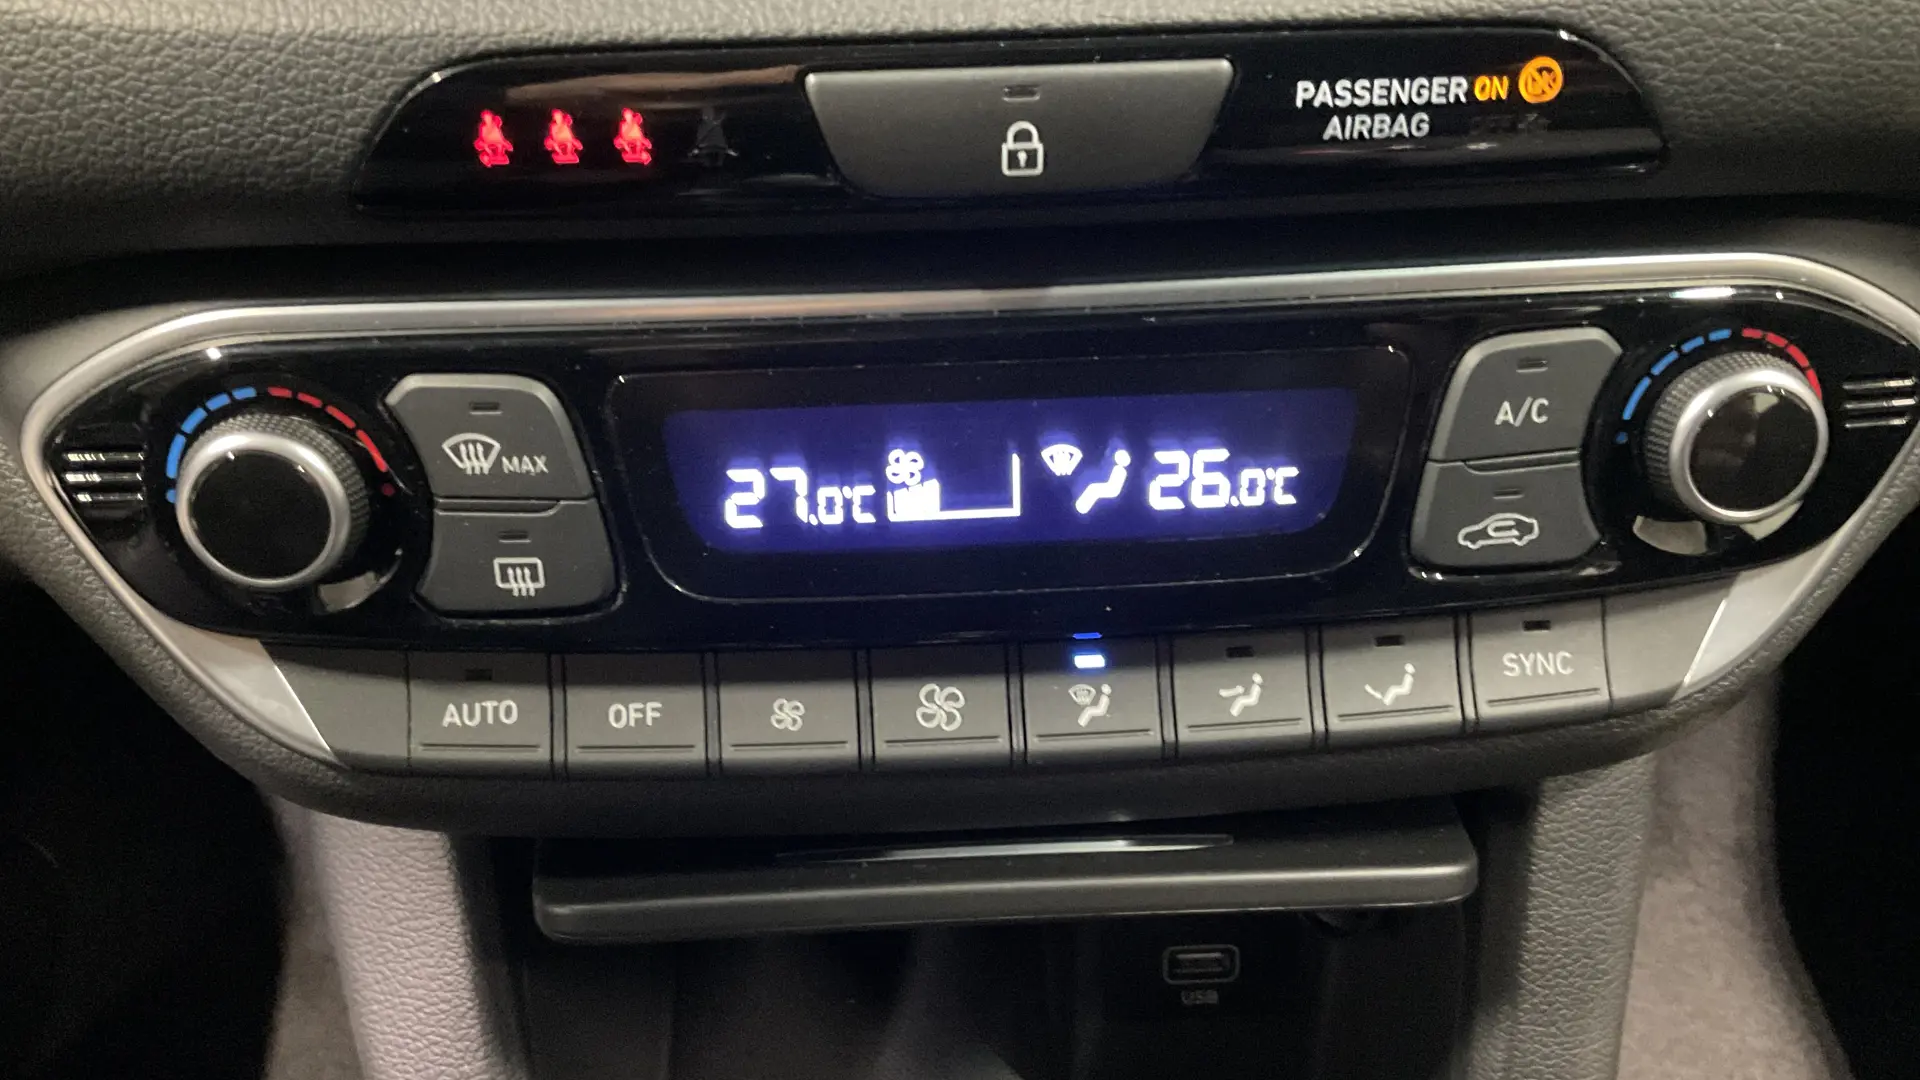 PASSENGER ON
AIRBAG
MAX
27.0°C
26.0°C
A/C
AUTO
OFF
SYNC
USB